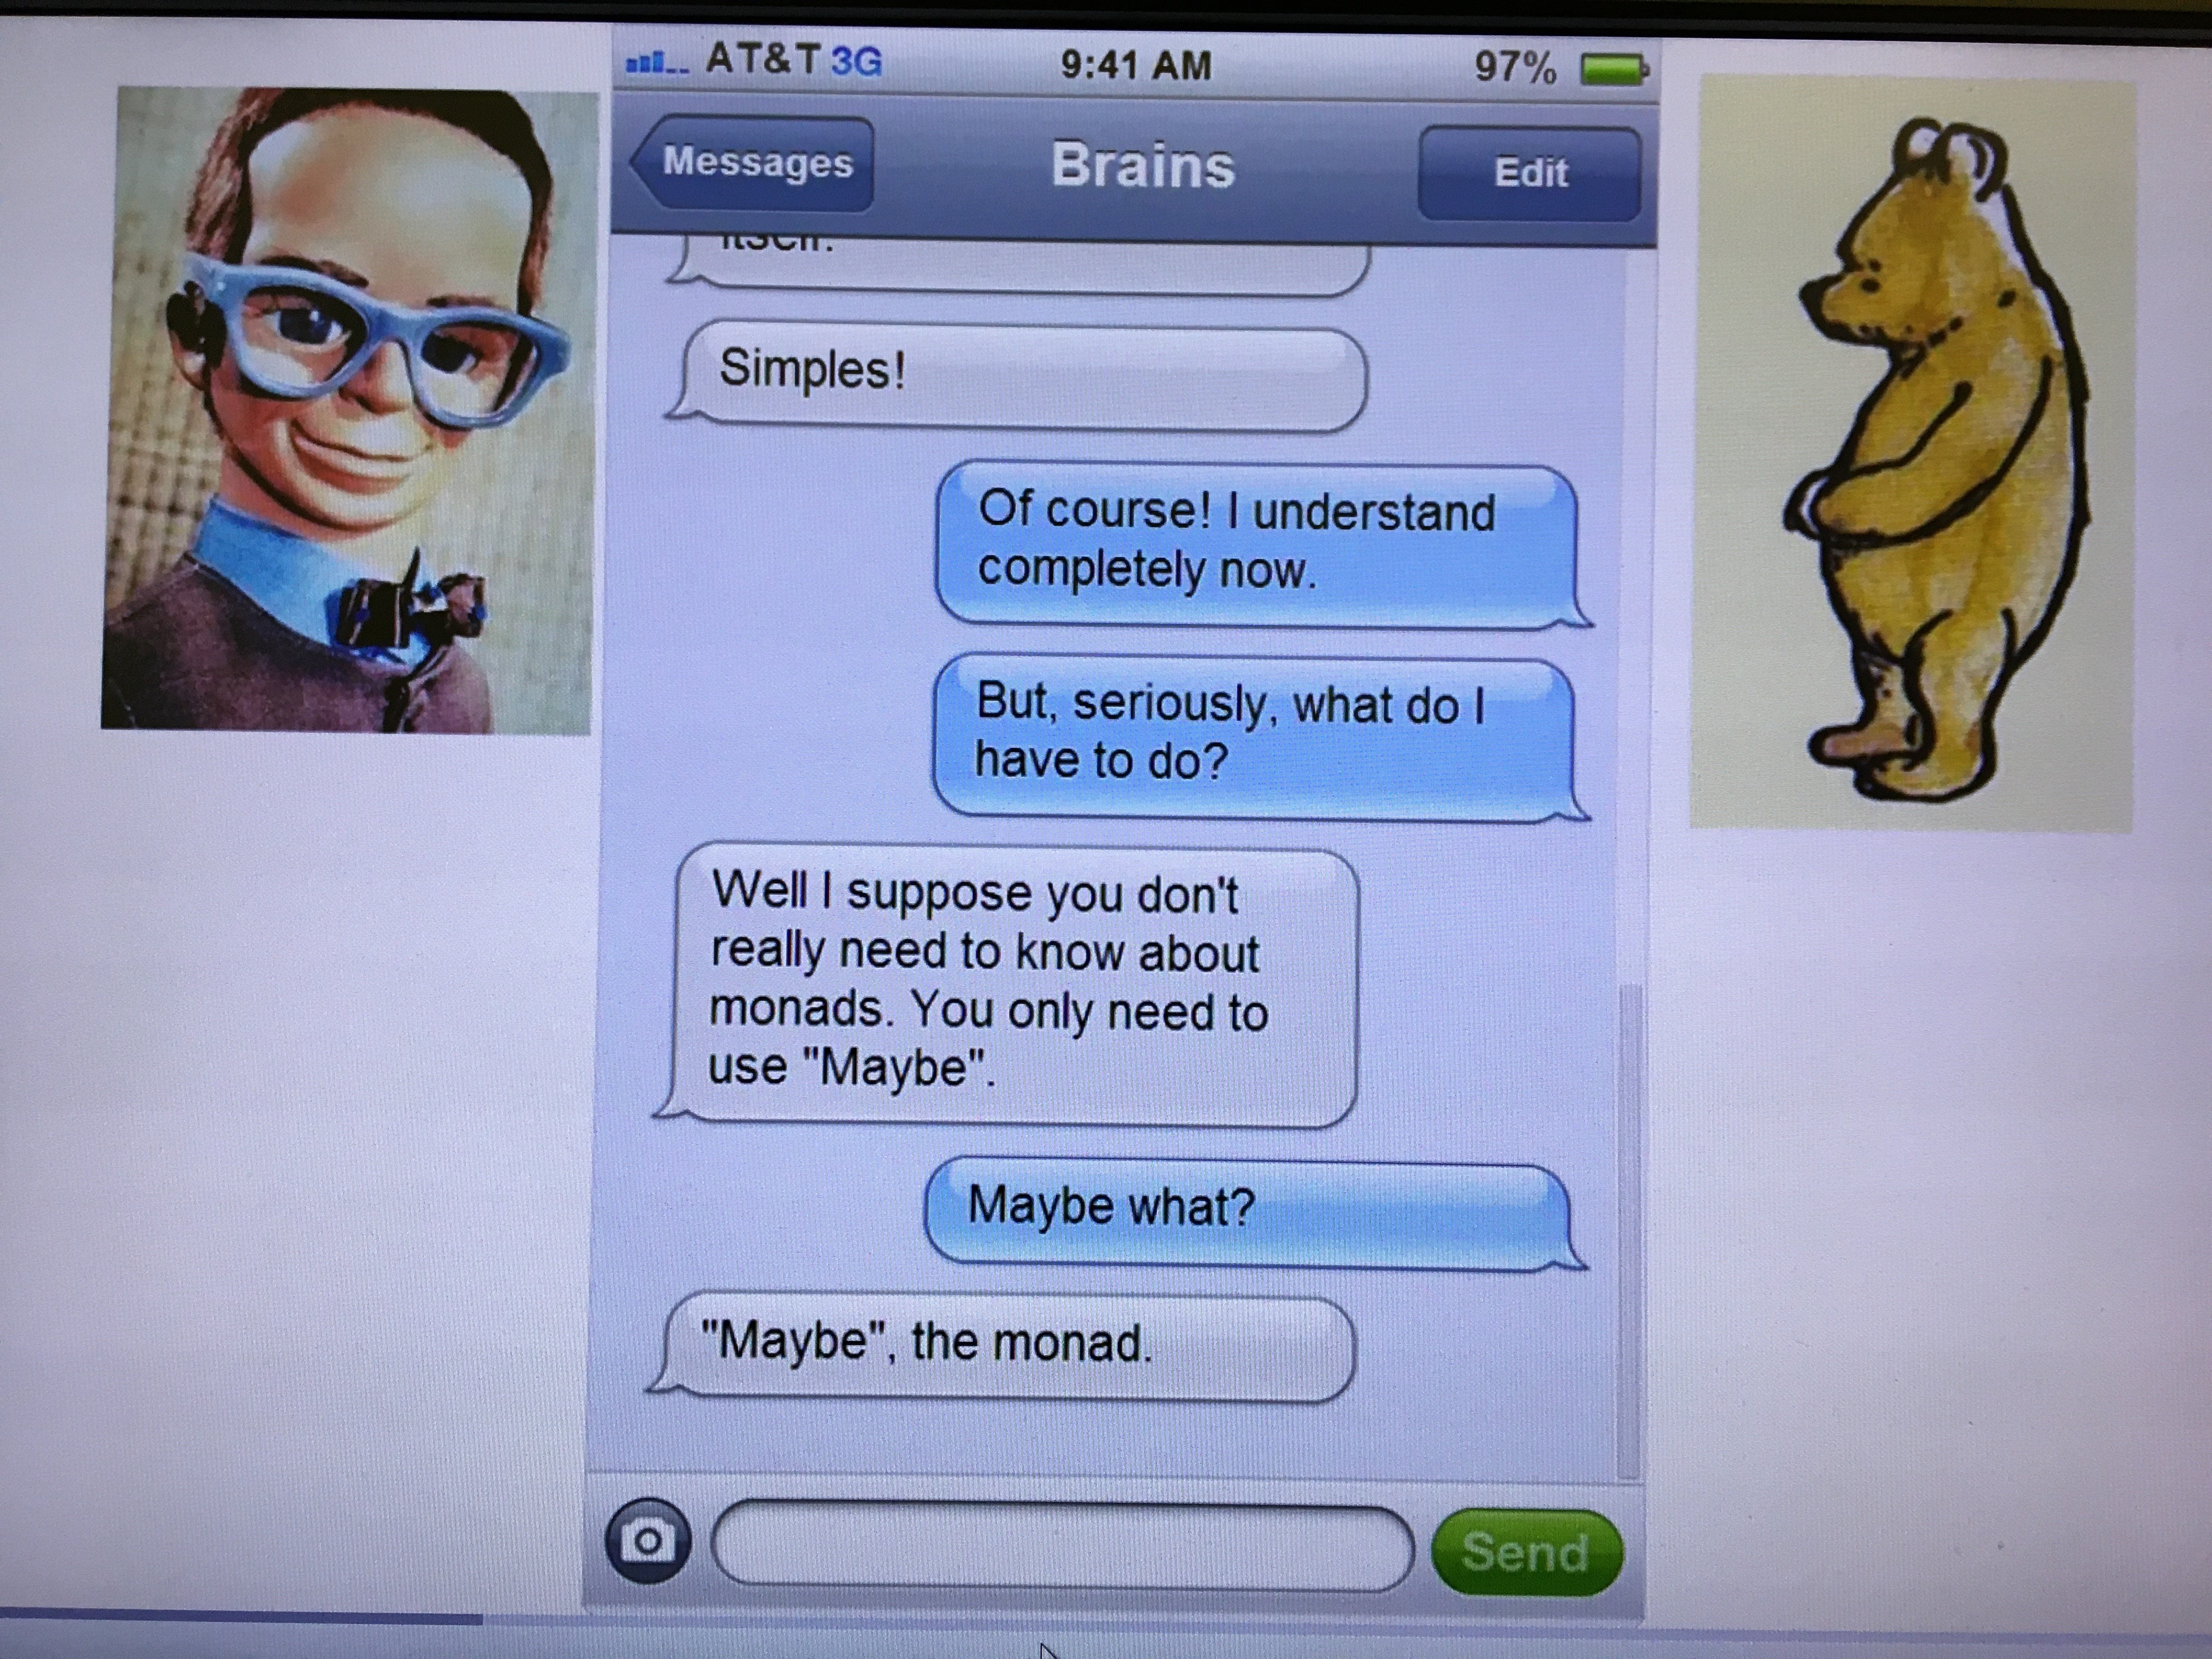 AT&T 3G 9:41 AM 97%
Messages Brains Edit
Simples!
Of course! I understand
completely now.
But, seriously, what do I
have to do?
Well I suppose you don't
really need to know about
monads. You only need to
use "Maybe".
Maybe what?
"Maybe", the monad.
Send